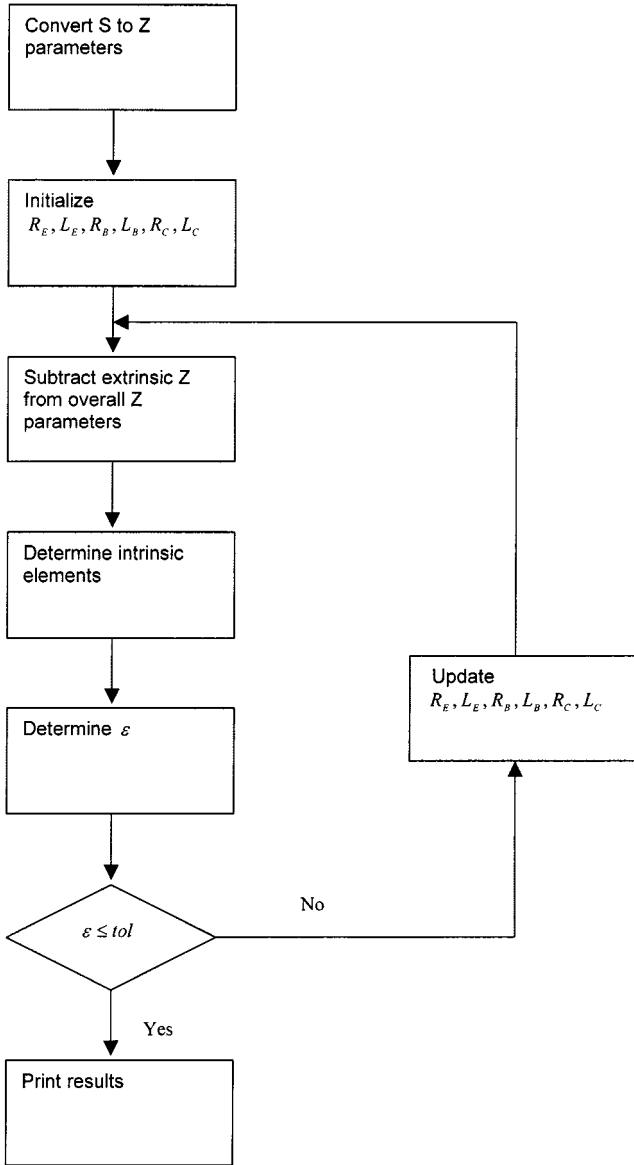 Convert S to Z
parameters
Initialize
R_E, L_E, R_B, L_B, R_C, L_C
Subtract extrinsic Z
from overall Z
parameters
Determine intrinsic
elements
Update
R_E, L_E, R_B, L_B, R_C, L_C
Determine ε
ε ≤ tol
No
Yes
Print results